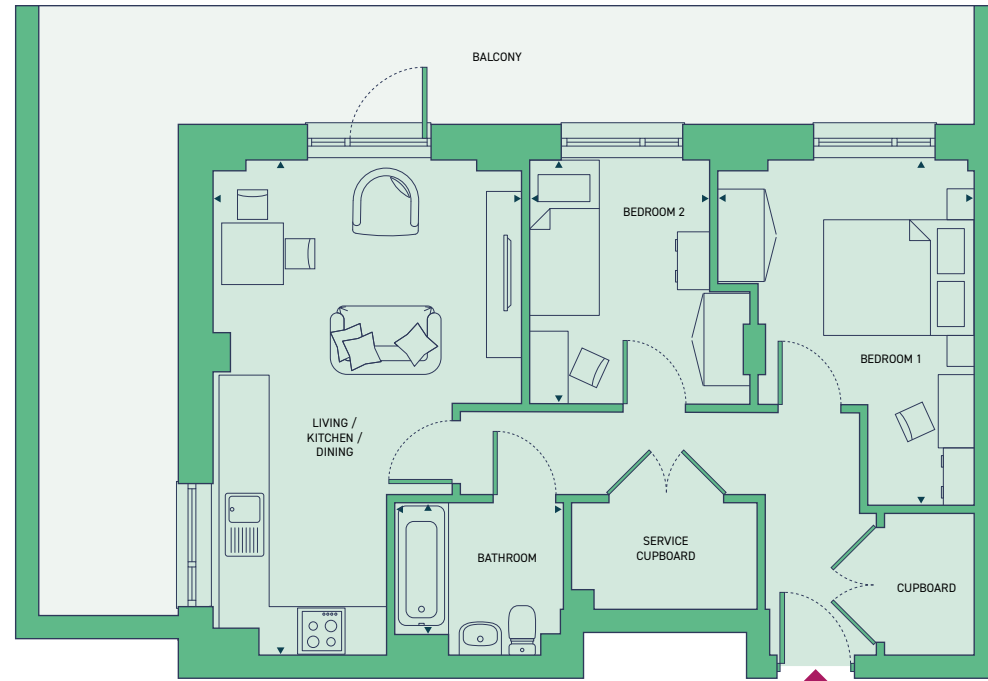 BALCONY
BEDROOM 2
BEDROOM 1
LIVING /
KITCHEN /
DINING
SERVICE
CUPBOARD
BATHROOM
CUPBOARD